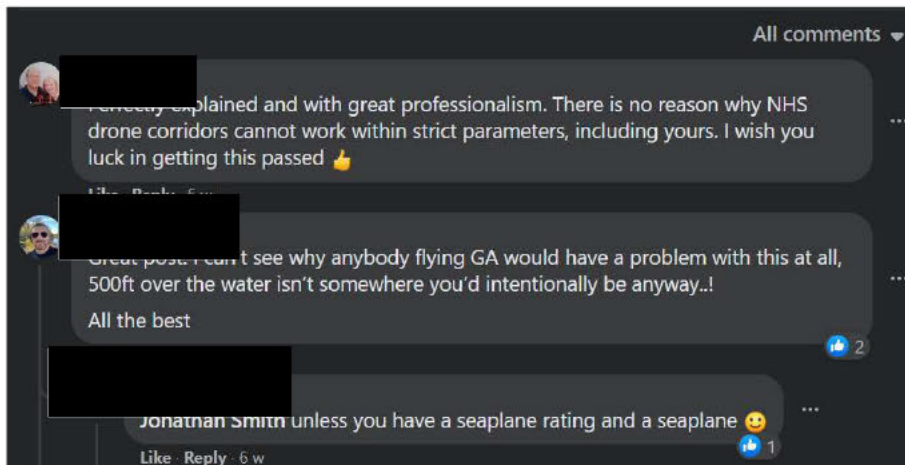 All comments
Perfectly explained and with great professionalism. There is no reason why NHS
drone corridors cannot work within strict parameters, including yours. I wish you
luck in getting this passed 👍
Like · Reply · 6 w
Great post. I can't see why anybody flying GA would have a problem with this at all,
500ft over the water isn't somewhere you'd intentionally be anyway..!
All the best
2
Jonathan Smith unless you have a seaplane rating and a seaplane 🙂
1
Like · Reply · 6 w